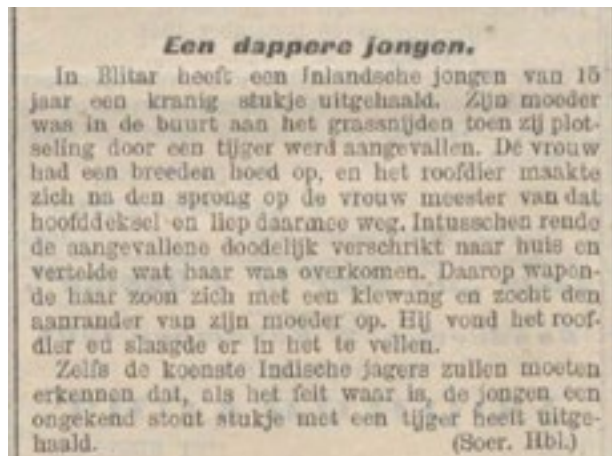 Een dappere jongen.
In Blitar heeft een Inlandsche jongen van 15
jaar een kranig stukje uitgehaald. Zijn moeder
was in de buurt aan het grassnijden toen zij plot-
seling door een tijger werd aangevallen. De vrouw
had een breeden hoed op, en het roofdier maakte
zich na den sprong op de vrouw meester van dat
hoofddeksel en liep daarmee weg. Intusschen rende
de aangevallene doodelijk verschrikt naar huis en
vertelde wat haar was overkomen. Daarop wapen-
de haar zoon zich met een klewang en zocht den
aanrander van zijn moeder op. Hij vond het roof-
dier en slaagde er in het te vellen.
Zelfs de koenste Indische jagers zullen moeten
erkennen dat, als het feit waar is, de jongen een
ongekend stout stukje met een tijger heeft uitge-
haald. (Soer. Hbl.)